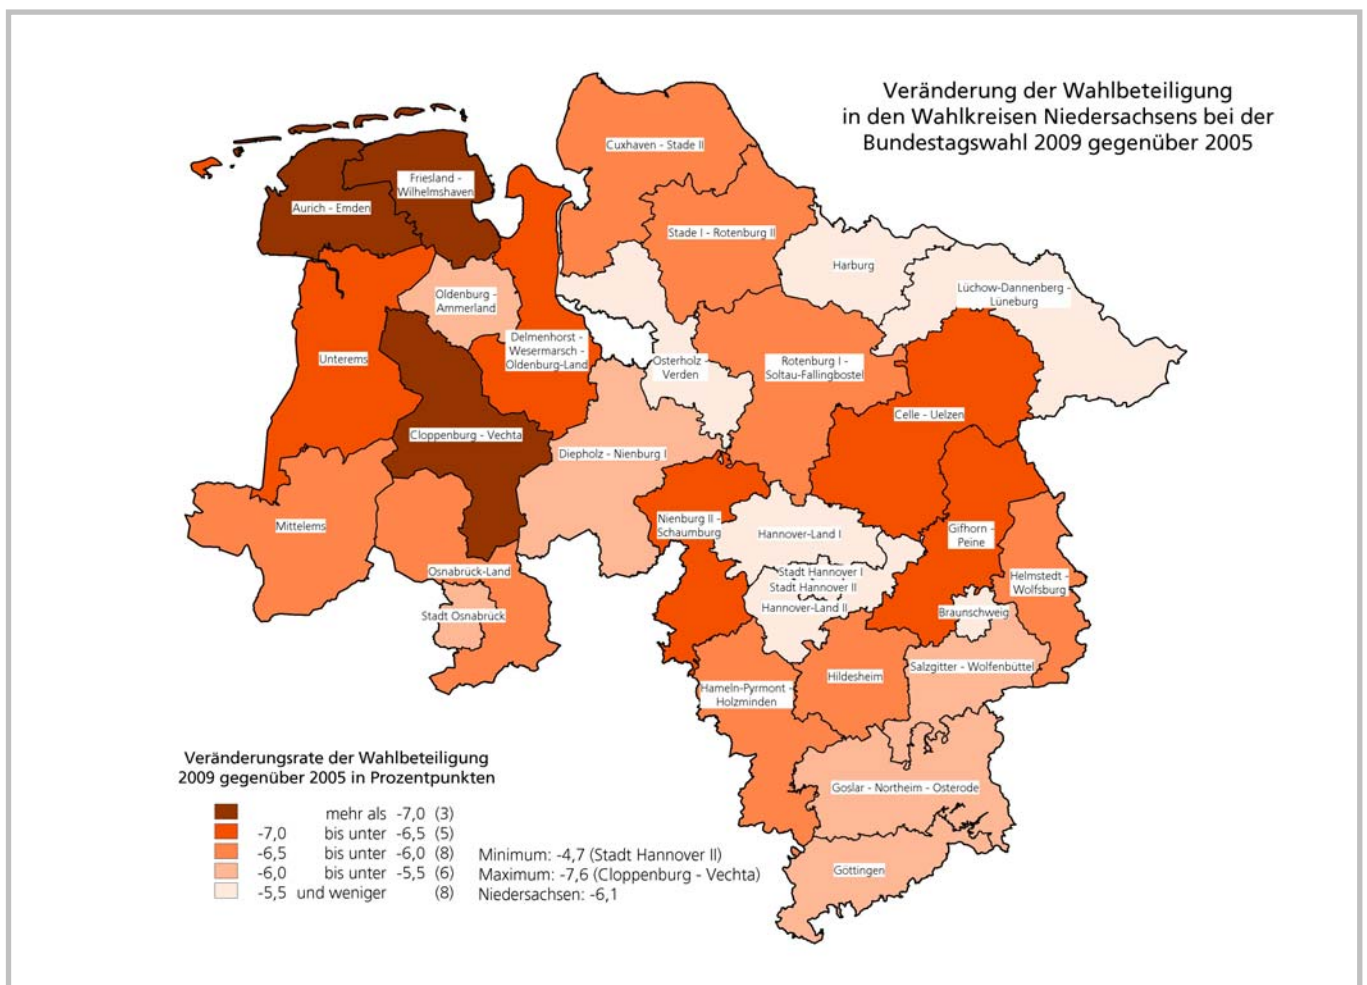 Veränderung der Wahlbeteiligung
in den Wahlkreisen Niedersachsens bei der
Bundestagswahl 2009 gegenüber 2005
Cuxhaven - Stade II
Friesland -
Wilhelmshaven
Aurich - Emden
Stade I - Rotenburg II
Harburg
Oldenburg -
Ammerland
Lüchow-Dannenberg -
Lüneburg
Delmenhorst -
Wesermarsch -
Oldenburg-Land
Unterems
Osterholz -
Verden
Rotenburg I -
Soltau-Fallingbostel
Celle - Uelzen
Cloppenburg - Vechta
Diepholz - Nienburg I
Mittelems
Nienburg II -
Schaumburg
Hannover-Land I
Gifhorn -
Peine
Osnabrück-Land
Stadt Hannover I
Stadt Hannover II
Hannover-Land II
Helmstedt -
Wolfsburg
Stadt Osnabrück
Braunschweig
Salzgitter - Wolfenbüttel
Hildesheim
Hameln-Pyrmont -
Holzminden
Goslar - Northeim - Osterode
Göttingen
Veränderungsrate der Wahlbeteiligung
2009 gegenüber 2005 in Prozentpunkten
mehr als -7,0 (3)
-7,0 bis unter -6,5 (5)
-6,5 bis unter -6,0 (8) Minimum: -4,7 (Stadt Hannover II)
-6,0 bis unter -5,5 (6) Maximum: -7,6 (Cloppenburg - Vechta)
-5,5 und weniger (8) Niedersachsen: -6,1